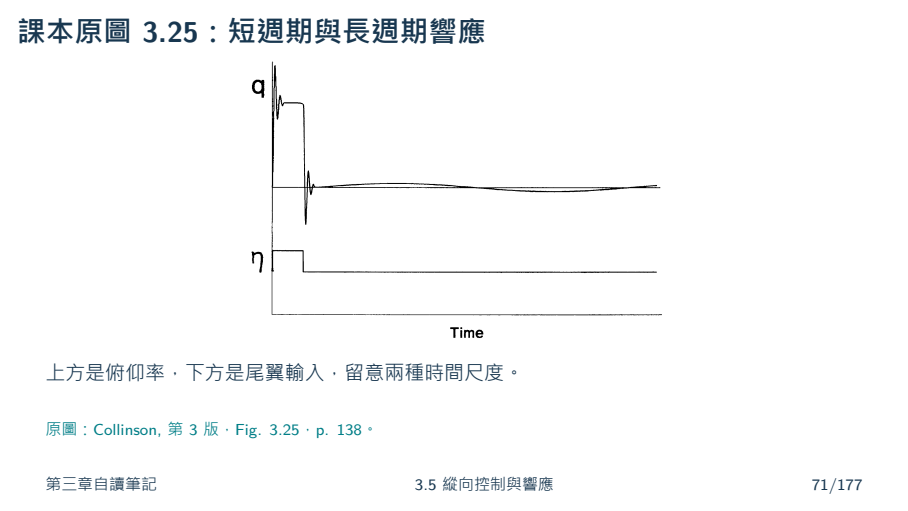 課本原圖 3.25：短週期與長週期響應
q
η
Time
上方是俯仰率，下方是尾翼輸入，留意兩種時間尺度。
原圖：Collinson, 第 3 版，Fig. 3.25，p. 138。
第三章自讀筆記
3.5 縱向控制與響應
71/177